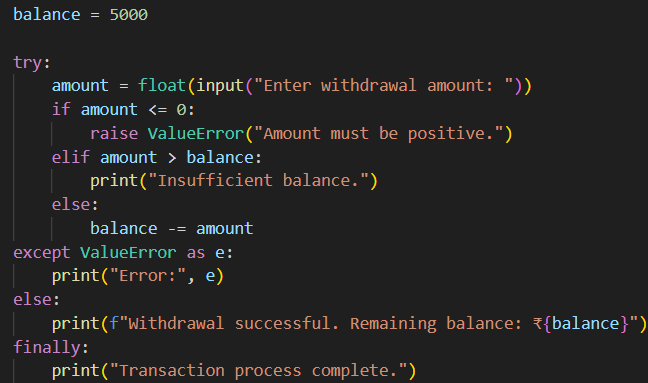 balance = 5000
try:
    amount = float(input("Enter withdrawal amount: "))
    if amount <= 0:
        raise ValueError("Amount must be positive.")
    elif amount > balance:
        print("Insufficient balance.")
    else:
        balance -= amount
except ValueError as e:
    print("Error:", e)
else:
    print(f"Withdrawal successful. Remaining balance: ₹{balance}")
finally:
    print("Transaction process complete.")